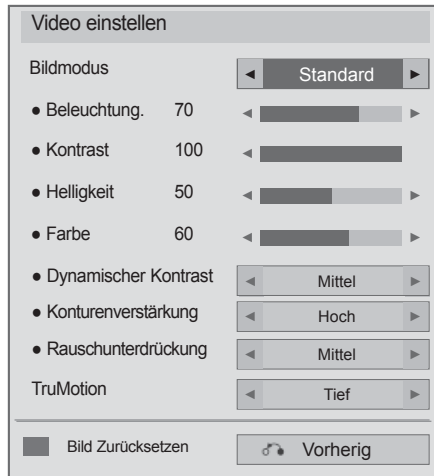 Video einstellen
Bildmodus ◄ Standard ►
● Beleuchtung. 70 ◄ ►
● Kontrast 100 ◄
● Helligkeit 50 ◄ ►
● Farbe 60 ◄ ►
● Dynamischer Kontrast ◄ Mittel ►
● Konturenverstärkung ◄ Hoch ►
● Rauschunterdrückung ◄ Mittel ►
TruMotion ◄ Tief ►
Bild Zurücksetzen Vorherig